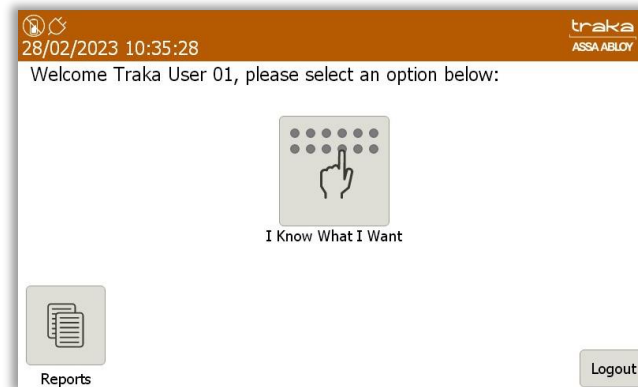 traka
28/02/2023 10:35:28
ASSA ABLOY
Welcome Traka User 01, please select an option below:
I Know What I Want
Reports
Logout